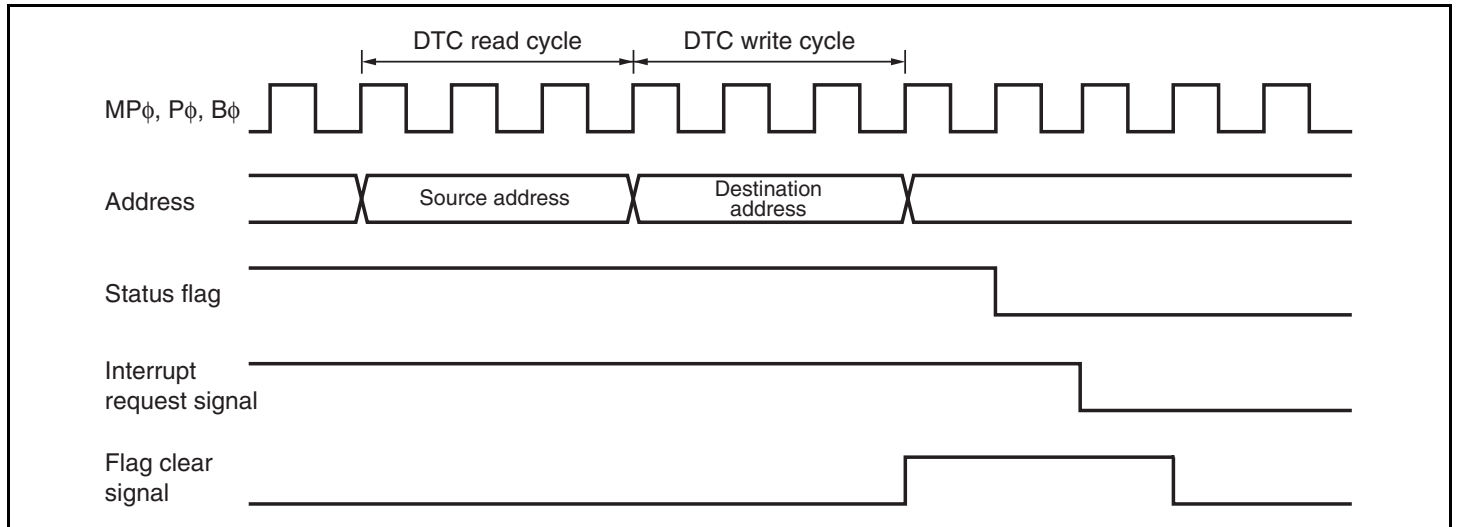 DTC read cycle DTC write cycle
MPϕ, Pϕ, Bϕ
Address
Source address
Destination
address
Status flag
Interrupt
request signal
Flag clear
signal